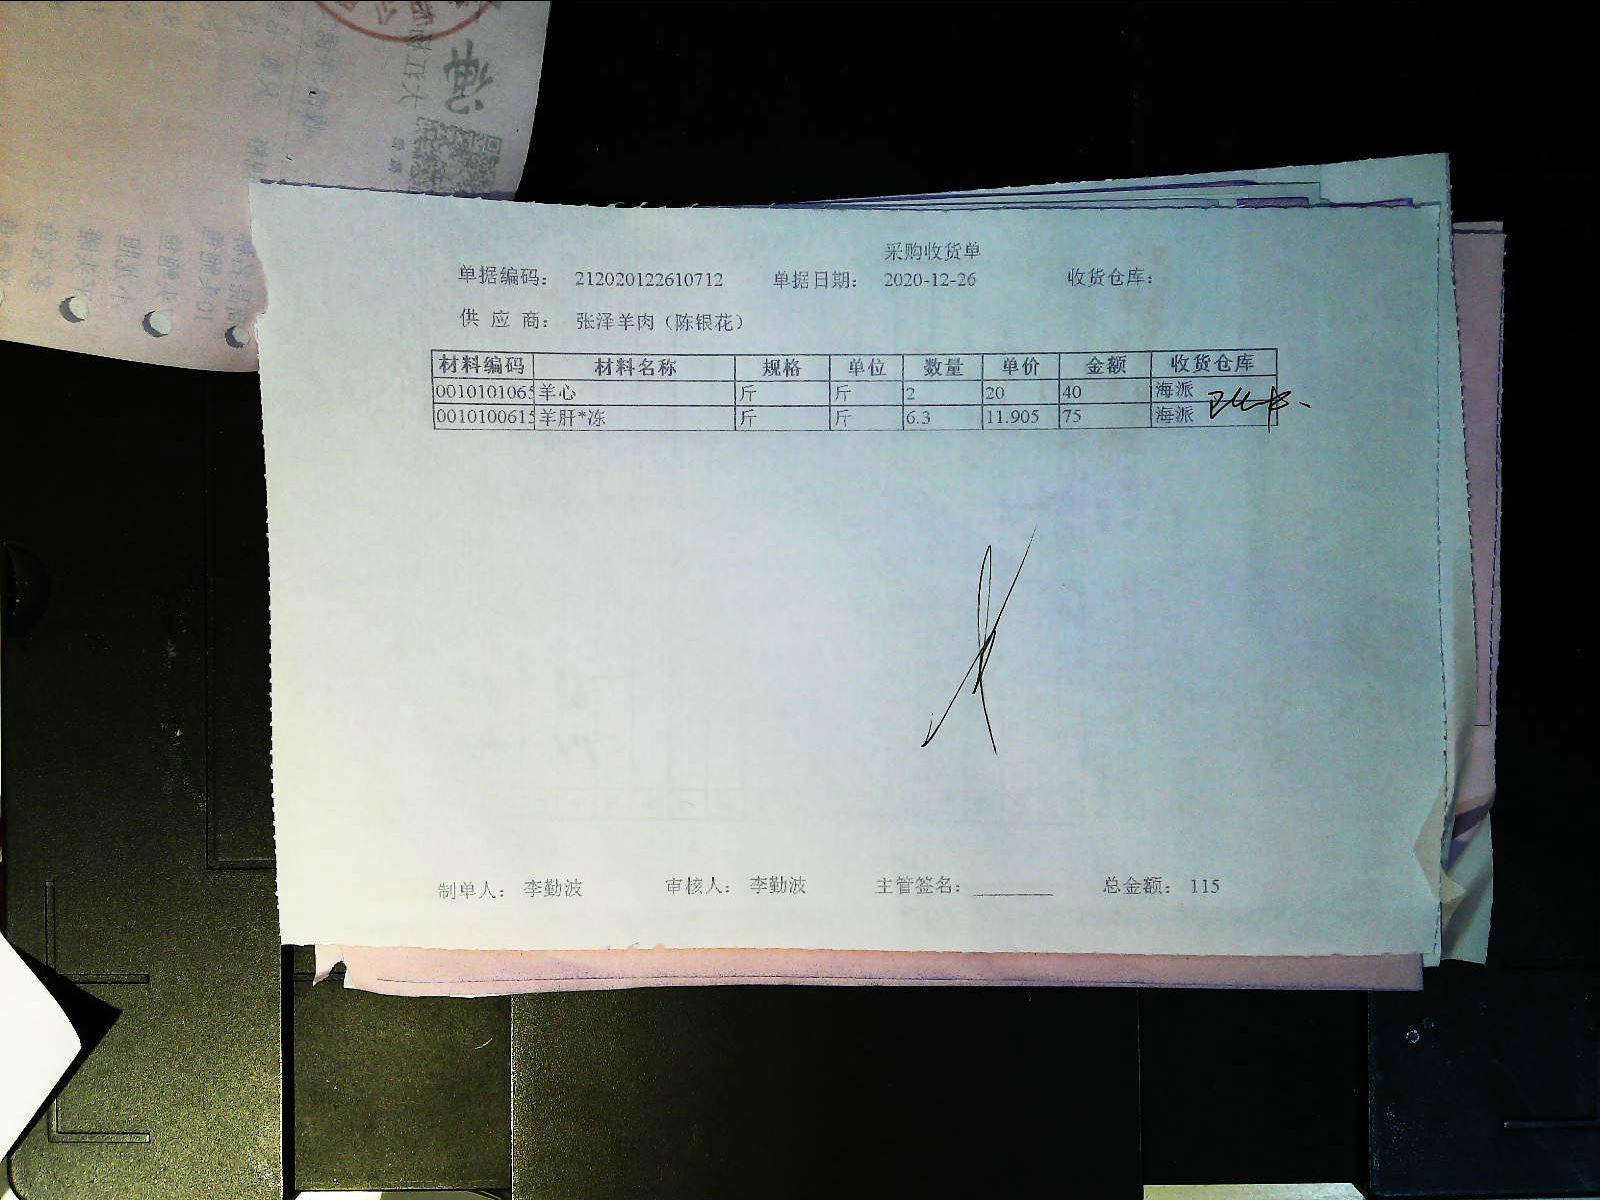 采购收货单
单据编码： 212020122610712 单据日期： 2020-12-26 收货仓库：
供 应 商： 张泽羊肉（陈银花）
材料编码 材料名称 规格 单位 数量 单价 金额 收货仓库
0010101065 羊心 斤 斤 2 20 40 海派
0010100615 羊肝*冻 斤 斤 6.3 11.905 75 海派
制单人： 李勤波 审核人： 李勤波 主管签名： ________ 总金额： 115